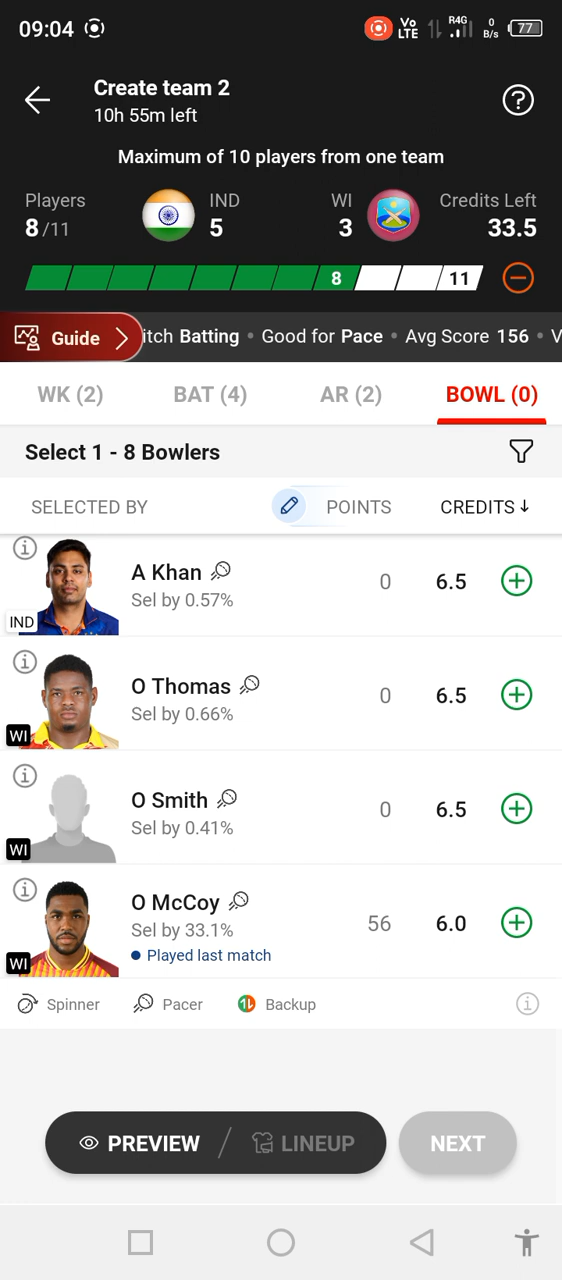 09:04
Vo LTE R4G 0 B/s 77
Create team 2
10h 55m left
?
Maximum of 10 players from one team
Players IND WI Credits Left
8/11 5 3 33.5
8 11
Guide itch Batting • Good for Pace • Avg Score 156 • V
WK (2) BAT (4) AR (2) BOWL (0)
Select 1 - 8 Bowlers
SELECTED BY POINTS CREDITS↓
i
A Khan 0 6.5
Sel by 0.57%
IND
i
O Thomas 0 6.5
Sel by 0.66%
WI
i
O Smith 0 6.5
Sel by 0.41%
WI
i
O McCoy 56 6.0
Sel by 33.1%
• Played last match
WI
Spinner Pacer Backup i
PREVIEW / LINEUP NEXT